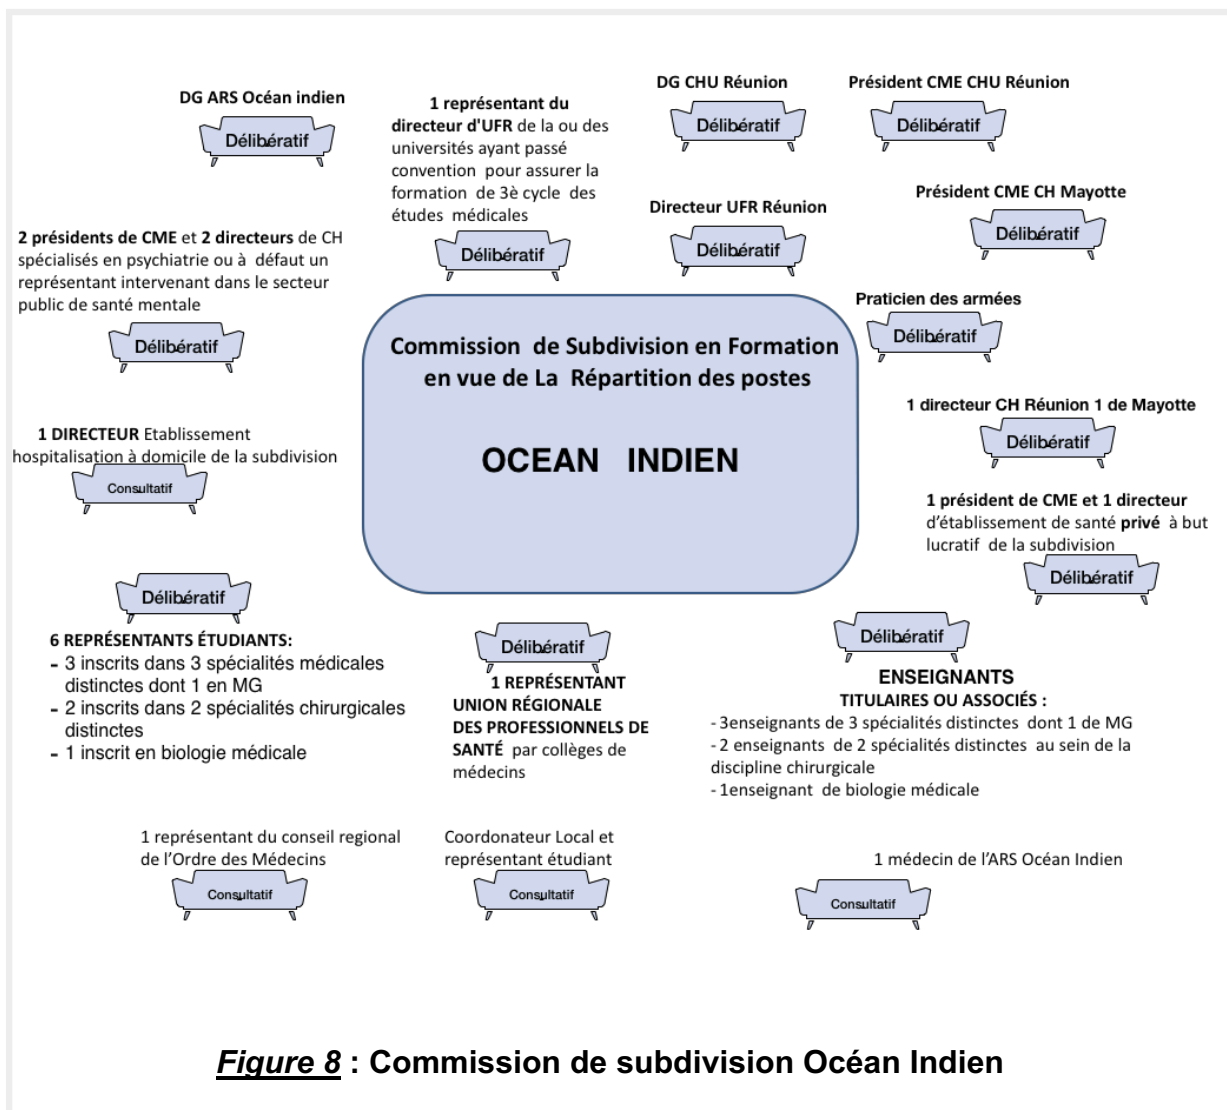 DG ARS Océan indien
Délibératif
1 représentant du
directeur d'UFR de la ou des
universités ayant passé
convention pour assurer la
formation de 3è cycle des
études médicales
Délibératif
DG CHU Réunion
Délibératif
Président CME CHU Réunion
Délibératif
Directeur UFR Réunion
Délibératif
Président CME CH Mayotte
Délibératif
2 présidents de CME et 2 directeurs de CH
spécialisés en psychiatrie ou à défaut un
représentant intervenant dans le secteur
public de santé mentale
Délibératif
Praticien des armées
Délibératif
Commission de Subdivision en Formation
en vue de La Répartition des postes
OCEAN INDIEN
1 directeur CH Réunion 1 de Mayotte
Délibératif
1 DIRECTEUR Etablissement
hospitalisation à domicile de la subdivision
Consultatif
1 président de CME et 1 directeur
d'établissement de santé privé à but
lucratif de la subdivision
Délibératif
Délibératif
6 REPRÉSENTANTS ÉTUDIANTS:
- 3 inscrits dans 3 spécialités médicales
distinctes dont 1 en MG
- 2 inscrits dans 2 spécialités chirurgicales
distinctes
- 1 inscrit en biologie médicale
Délibératif
1 REPRÉSENTANT
UNION RÉGIONALE
DES PROFESSIONNELS DE
SANTÉ par collèges de
médecins
Délibératif
ENSEIGNANTS
TITULAIRES OU ASSOCIÉS :
- 3enseignants de 3 spécialités distinctes dont 1 de MG
- 2 enseignants de 2 spécialités distinctes au sein de la
discipline chirurgicale
- 1enseignant de biologie médicale
1 représentant du conseil regional
de l'Ordre des Médecins
Consultatif
Coordonateur Local et
représentant étudiant
Consultatif
1 médecin de l'ARS Océan Indien
Consultatif
Figure 8 : Commission de subdivision Océan Indien